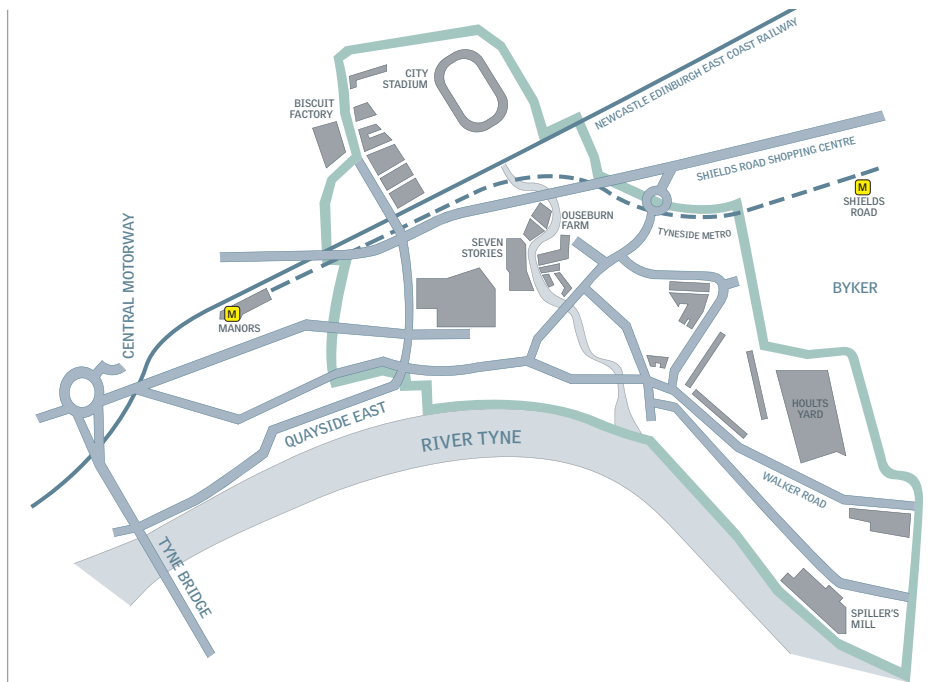 NEWCASTLE EDINBURGH EAST COAST RAILWAY
CITY
STADIUM
BISCUIT
FACTORY
SHIELDS ROAD SHOPPING CENTRE
M
SHIELDS
ROAD
OUSEBURN
FARM
TYNESIDE METRO
SEVEN
STORIES
CENTRAL MOTORWAY
BYKER
M
MANORS
HOULTS
YARD
QUAYSIDE EAST
RIVER TYNE
WALKER ROAD
TYNE BRIDGE
SPILLER'S
MILL